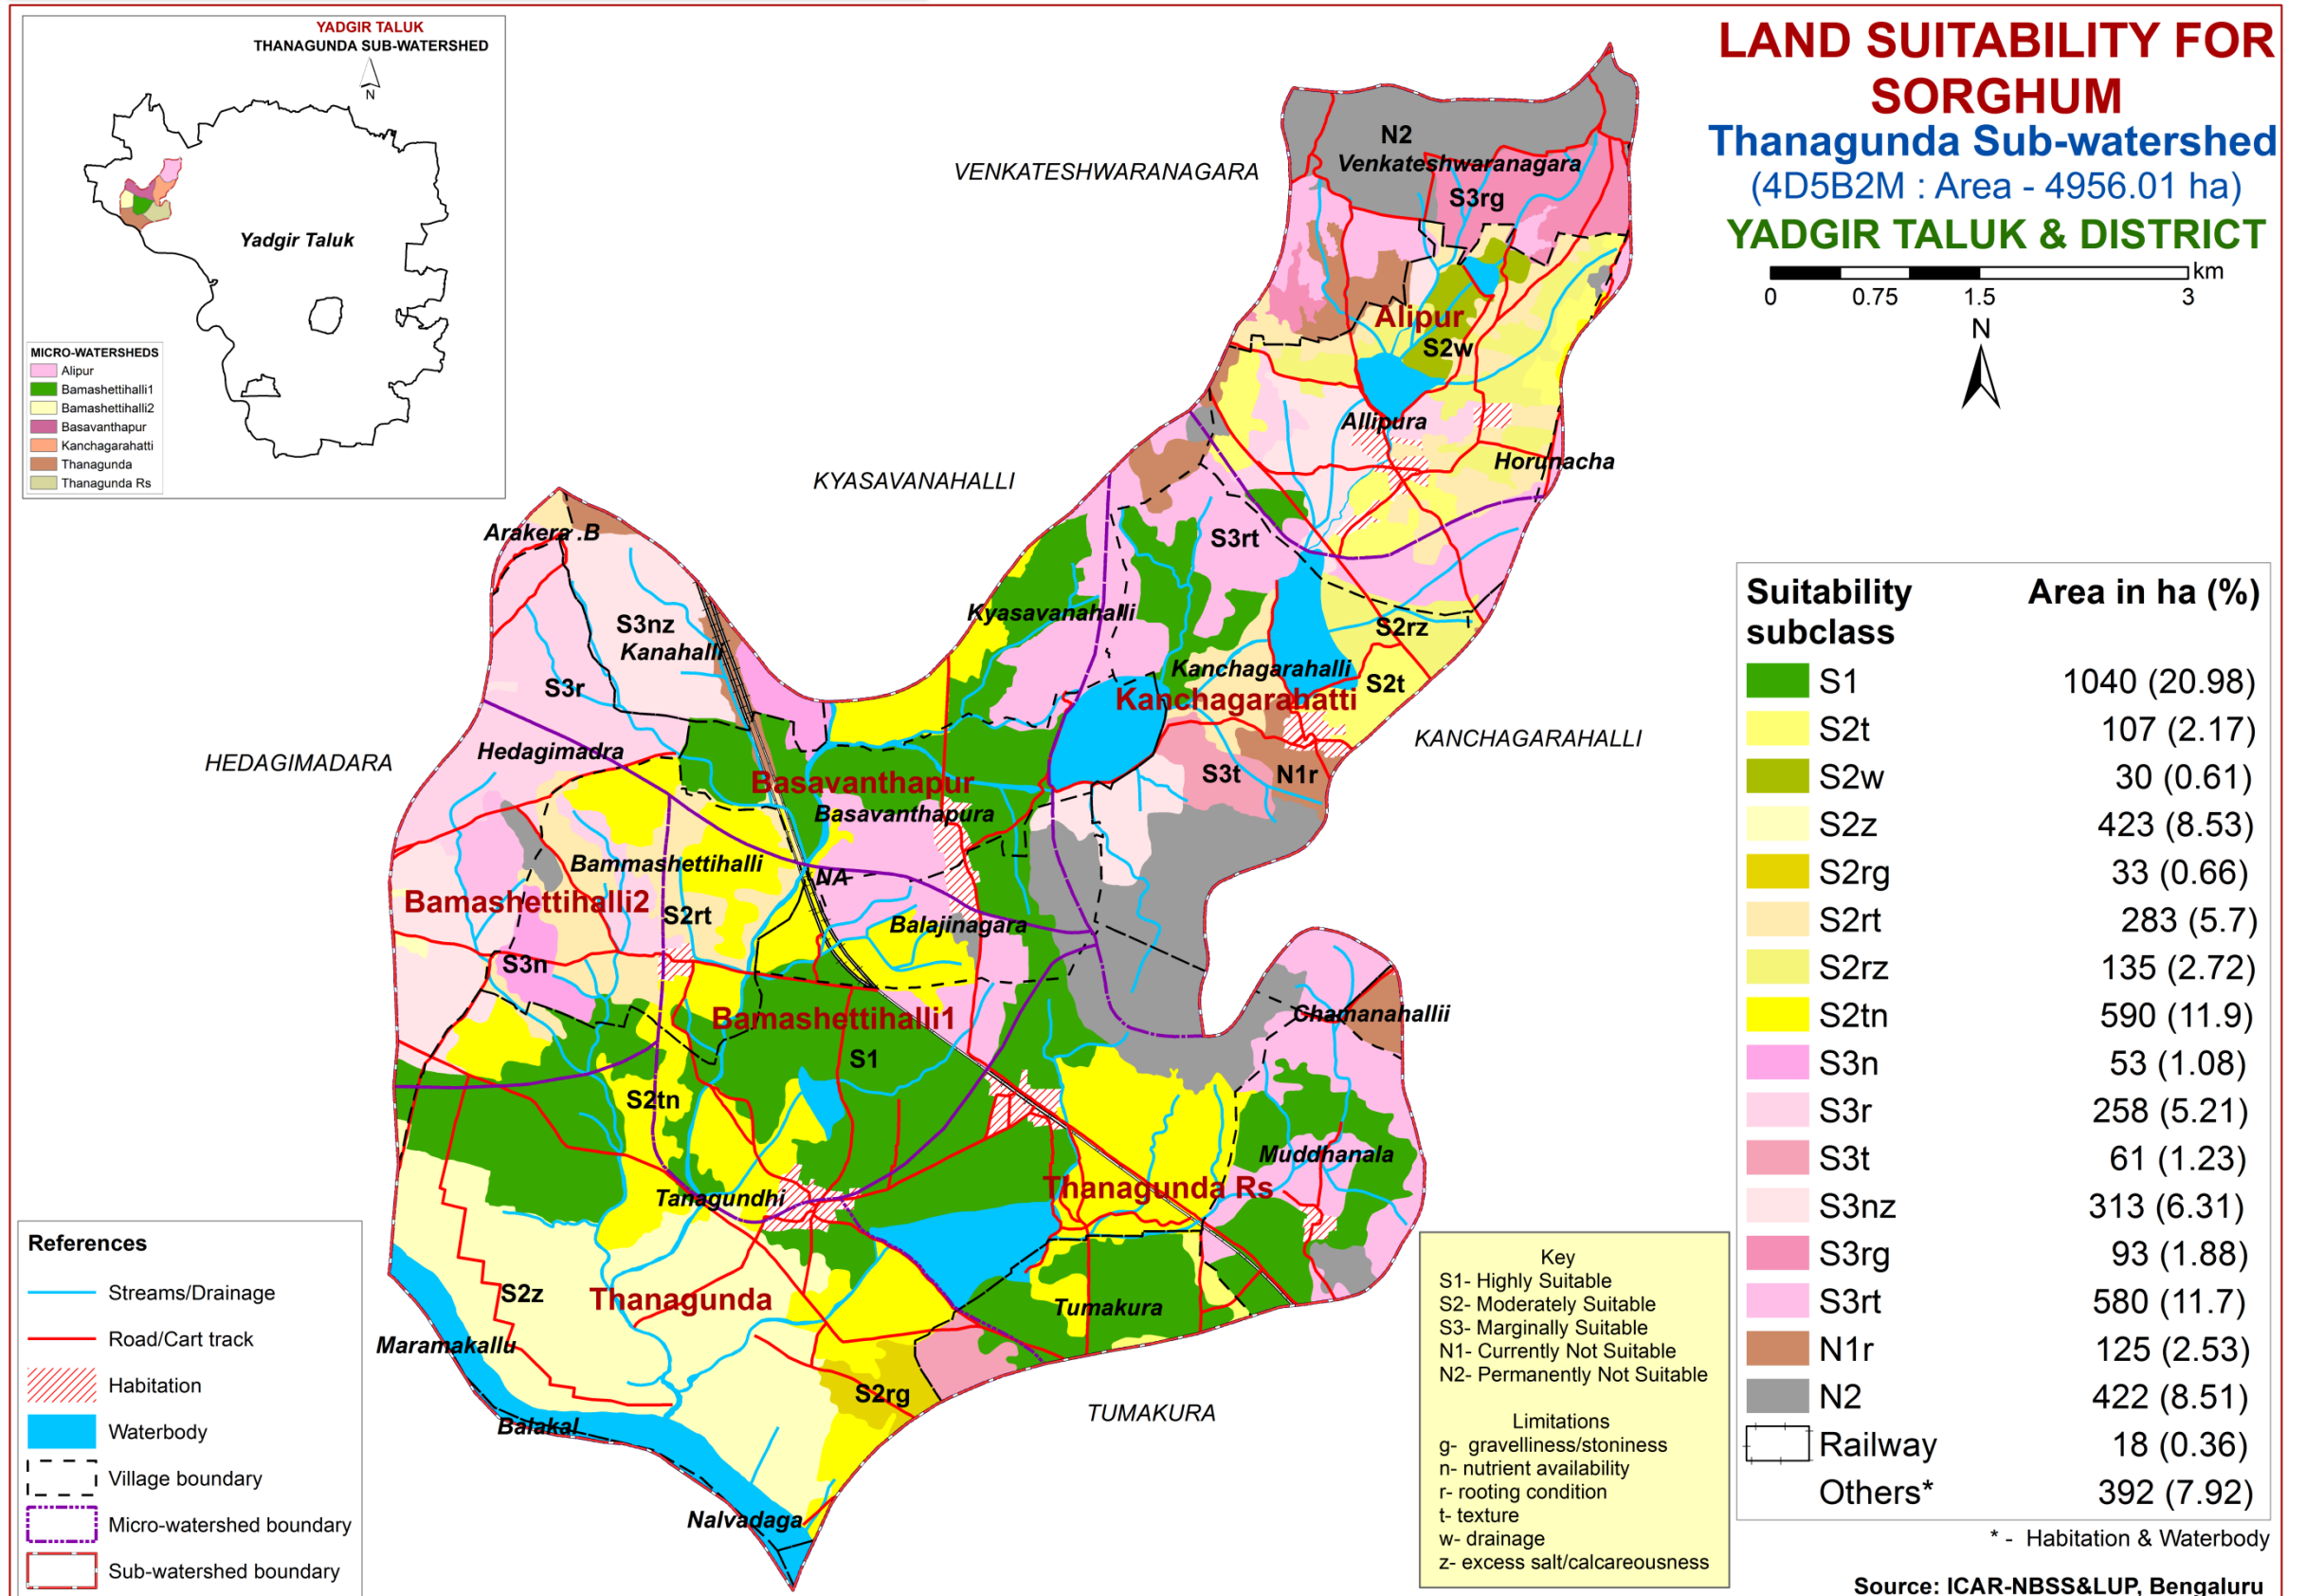 YADGIR TALUK
THANAGUNDA SUB-WATERSHED
N
Yadgir Taluk
MICRO-WATERSHEDS
Alipur
Bamashettihalli1
Bamashettihalli2
Basavanthapur
Kanchagarahatti
Thanagunda
Thanagunda Rs
LAND SUITABILITY FOR
SORGHUM
Thanagunda Sub-watershed
(4D5B2M : Area - 4956.01 ha)
YADGIR TALUK & DISTRICT
km
0 0.75 1.5 3
N
N2
Venkateshwaranagara
VENKATESHWARANAGARA
S3rg
Alipur
S2w
Allipura
Horunacha
KYASAVANAHALLI
Arakera .B
S3rt
Kyasavanahalli
S3nz
Kanahalli
S2rz
Kanchagarahalli
S3r
S2t
Kanchagarahatti
KANCHAGARAHALLI
Hedagimadra
HEDAGIMADARA
S3t
N1r
Basavanthapur
Basavanthapura
Bammashettihalli
NA
Bamashettihalli2
S2rt
Balajinagara
S3n
Chamanahallii
Bamashettihalli1
S1
S2tn
Muddhanala
Thanagunda Rs
Tanagundhi
S2z
Thanagunda
Tumakura
Maramakallu
S2rg
TUMAKURA
Balakal
Nalvadaga
Suitability
subclass
Area in ha (%)
S1 1040 (20.98)
S2t 107 (2.17)
S2w 30 (0.61)
S2z 423 (8.53)
S2rg 33 (0.66)
S2rt 283 (5.7)
S2rz 135 (2.72)
S2tn 590 (11.9)
S3n 53 (1.08)
S3r 258 (5.21)
S3t 61 (1.23)
S3nz 313 (6.31)
S3rg 93 (1.88)
S3rt 580 (11.7)
N1r 125 (2.53)
N2 422 (8.51)
Railway 18 (0.36)
Others* 392 (7.92)
* - Habitation & Waterbody
Source: ICAR-NBSS&LUP, Bengaluru
Key
S1- Highly Suitable
S2- Moderately Suitable
S3- Marginally Suitable
N1- Currently Not Suitable
N2- Permanently Not Suitable
Limitations
g- gravelliness/stoniness
n- nutrient availability
r- rooting condition
t- texture
w- drainage
z- excess salt/calcareousness
References
Streams/Drainage
Road/Cart track
Habitation
Waterbody
Village boundary
Micro-watershed boundary
Sub-watershed boundary